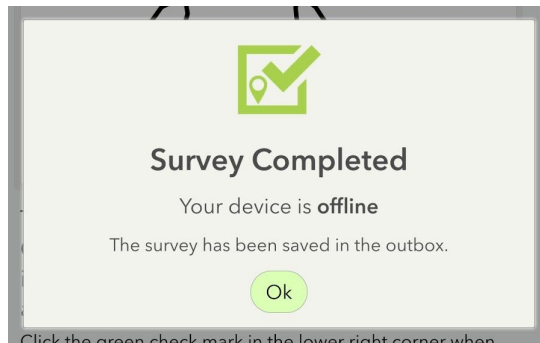 Survey Completed
Your device is offline
The survey has been saved in the outbox.
Ok
Click the green check mark in the lower right corner when